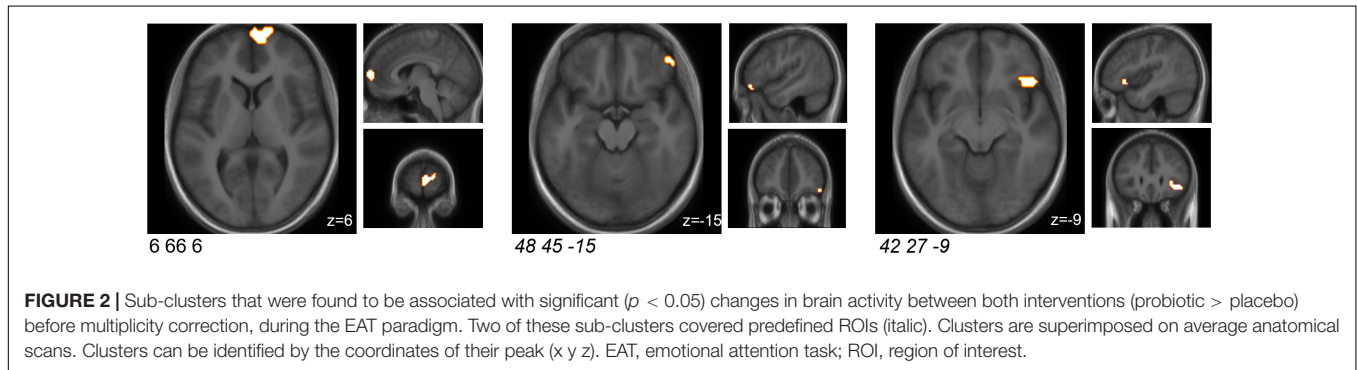 z=6
z=-15
z=-9
6 66 6
48 45 -15
42 27 -9
FIGURE 2 | Sub-clusters that were found to be associated with significant (p < 0.05) changes in brain activity between both interventions (probiotic > placebo)
before multiplicity correction, during the EAT paradigm. Two of these sub-clusters covered predefined ROIs (italic). Clusters are superimposed on average anatomical
scans. Clusters can be identified by the coordinates of their peak (x y z). EAT, emotional attention task; ROI, region of interest.